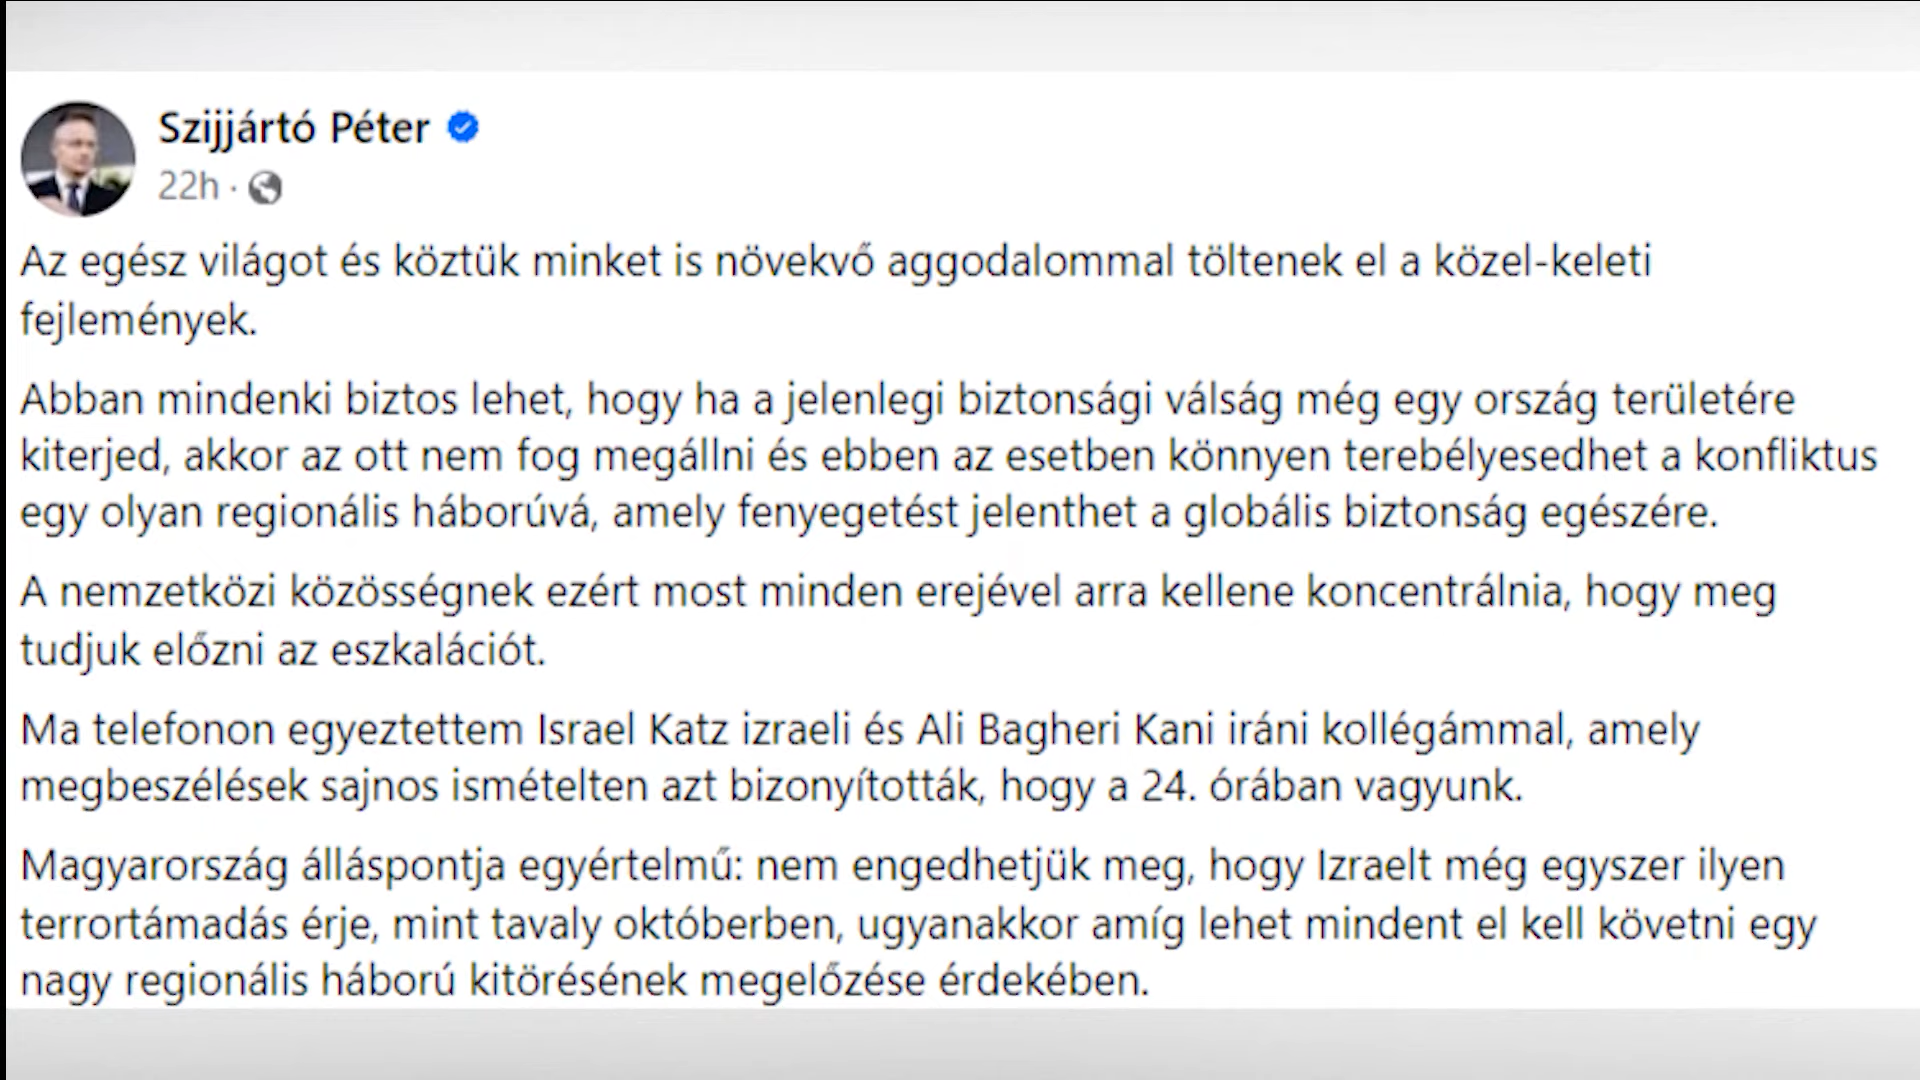 Szijjártó Péter
22h ·
Az egész világot és köztük minket is növekvő aggodalommal töltenek el a közel-keleti
fejlemények.
Abban mindenki biztos lehet, hogy ha a jelenlegi biztonsági válság még egy ország területére
kiterjed, akkor az ott nem fog megállni és ebben az esetben könnyen terebélyesedhet a konfliktus
egy olyan regionális háborúvá, amely fenyegetést jelenthet a globális biztonság egészére.
A nemzetközi közösségnek ezért most minden erejével arra kellene koncentrálnia, hogy meg
tudjuk előzni az eszkalációt.
Ma telefonon egyeztettem Israel Katz izraeli és Ali Bagheri Kani iráni kollégámmal, amely
megbeszélések sajnos ismételten azt bizonyították, hogy a 24. órában vagyunk.
Magyarország álláspontja egyértelmű: nem engedhetjük meg, hogy Izraelt még egyszer ilyen
terrortámadás érje, mint tavaly októberben, ugyanakkor amíg lehet mindent el kell követni egy
nagy regionális háború kitörésének megelőzése érdekében.